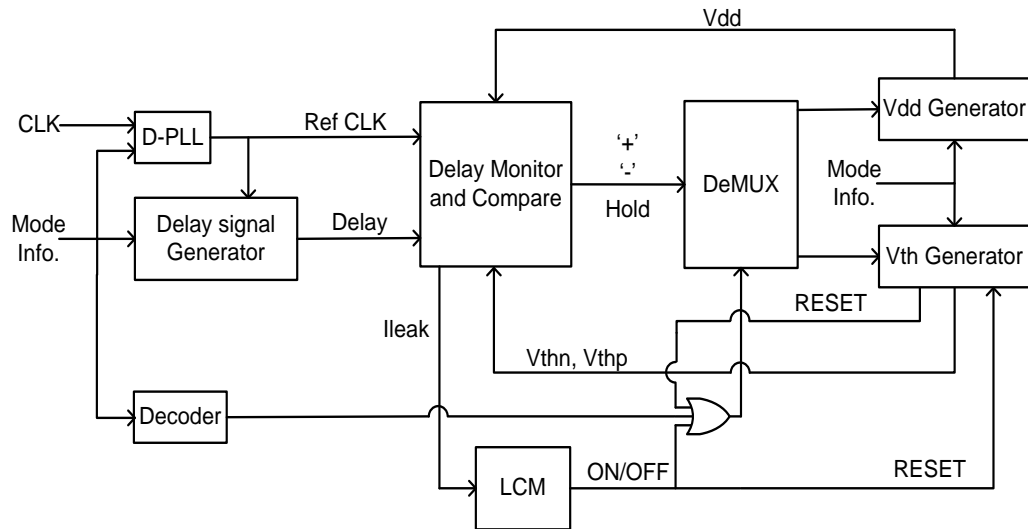 Vdd
CLK
D-PLL
Ref CLK
Delay Monitor
and Compare
'+'
'-'
Hold
DeMUX
Vdd Generator
Mode
Info.
Mode
Info.
Delay signal
Generator
Delay
Vth Generator
RESET
Ileak
Vthn, Vthp
Decoder
LCM
ON/OFF
RESET